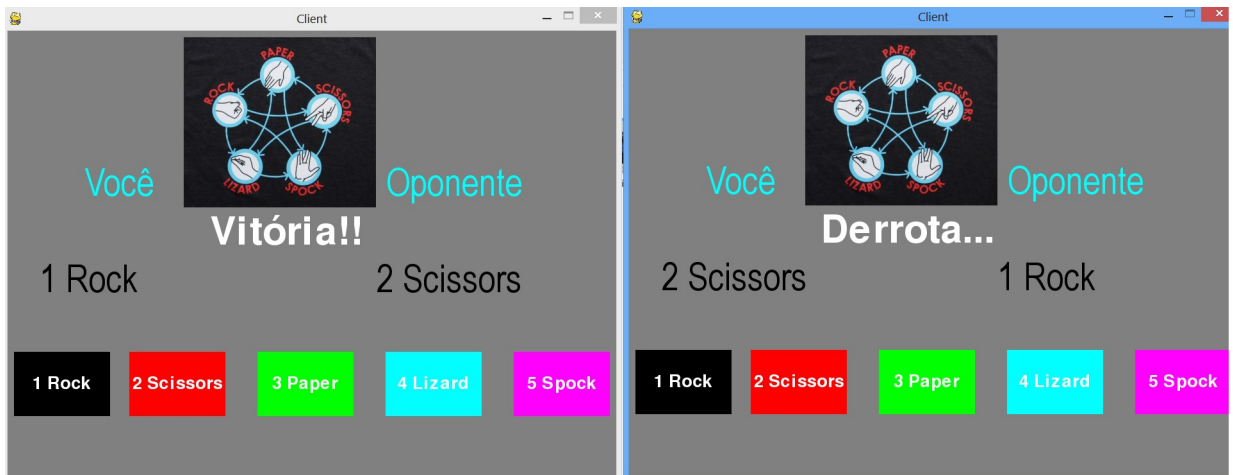 Client
PAPER
ROCK
SCISSORS
LIZARD
SPOCK
Você
Oponente
Vitória!!
1 Rock
2 Scissors
1 Rock
2 Scissors
3 Paper
4 Lizard
5 Spock
Client
PAPER
ROCK
SCISSORS
LIZARD
SPOCK
Você
Oponente
Derrota...
2 Scissors
1 Rock
1 Rock
2 Scissors
3 Paper
4 Lizard
5 Spock